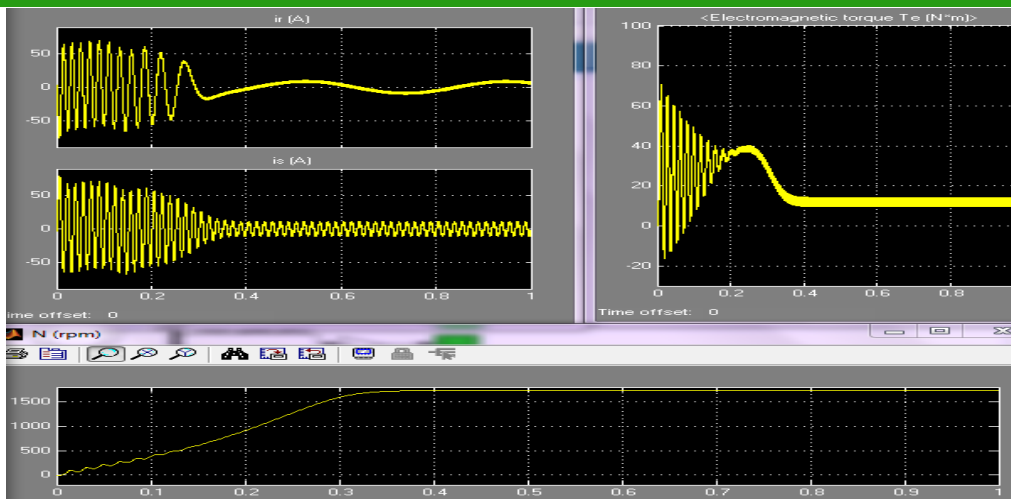 ir (A)
50
0
-50
is (A)
50
0
-50
0 0.2 0.4 0.6 0.8 1
ime offset: 0
<Electromagnetic torque Te (N*m)>
100
80
60
40
20
0
-20
0 0.2 0.4 0.6 0.8
Time offset: 0
N (rpm)
1500
1000
500
0
0 0.1 0.2 0.3 0.4 0.5 0.6 0.7 0.8 0.9 1